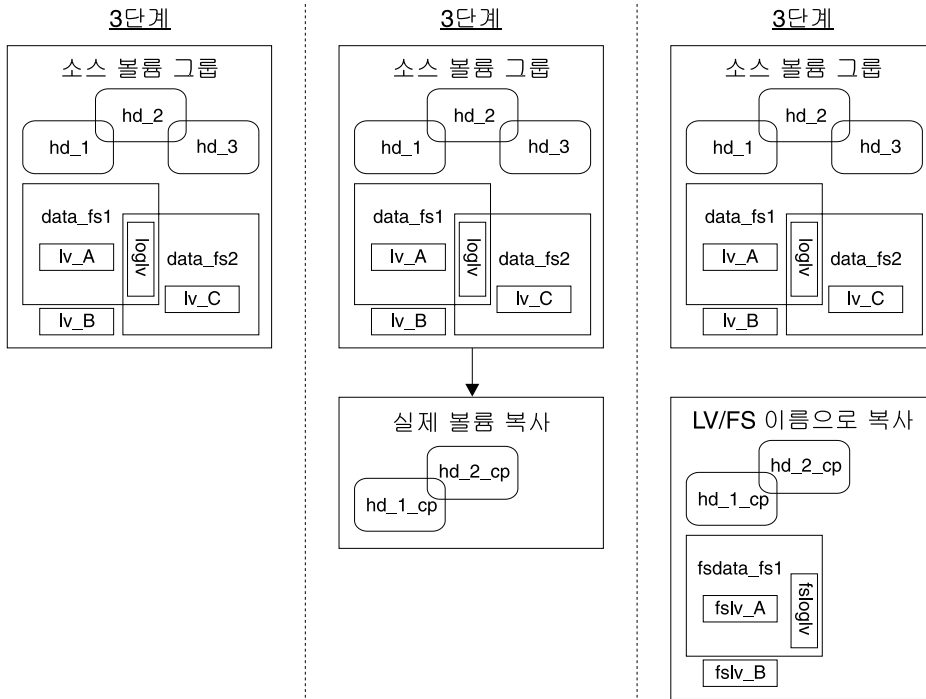 3단계
소스 볼륨 그룹
hd_2
hd_1
hd_3
data_fs1
loglv
lv_A
data_fs2
lv_C
lv_B
3단계
소스 볼륨 그룹
hd_2
hd_1
hd_3
data_fs1
loglv
lv_A
data_fs2
lv_C
lv_B
실제 볼륨 복사
hd_2_cp
hd_1_cp
3단계
소스 볼륨 그룹
hd_2
hd_1
hd_3
data_fs1
loglv
lv_A
data_fs2
lv_C
lv_B
LV/FS 이름으로 복사
hd_2_cp
hd_1_cp
fsdata_fs1
fsloglv
fslv_A
fslv_B